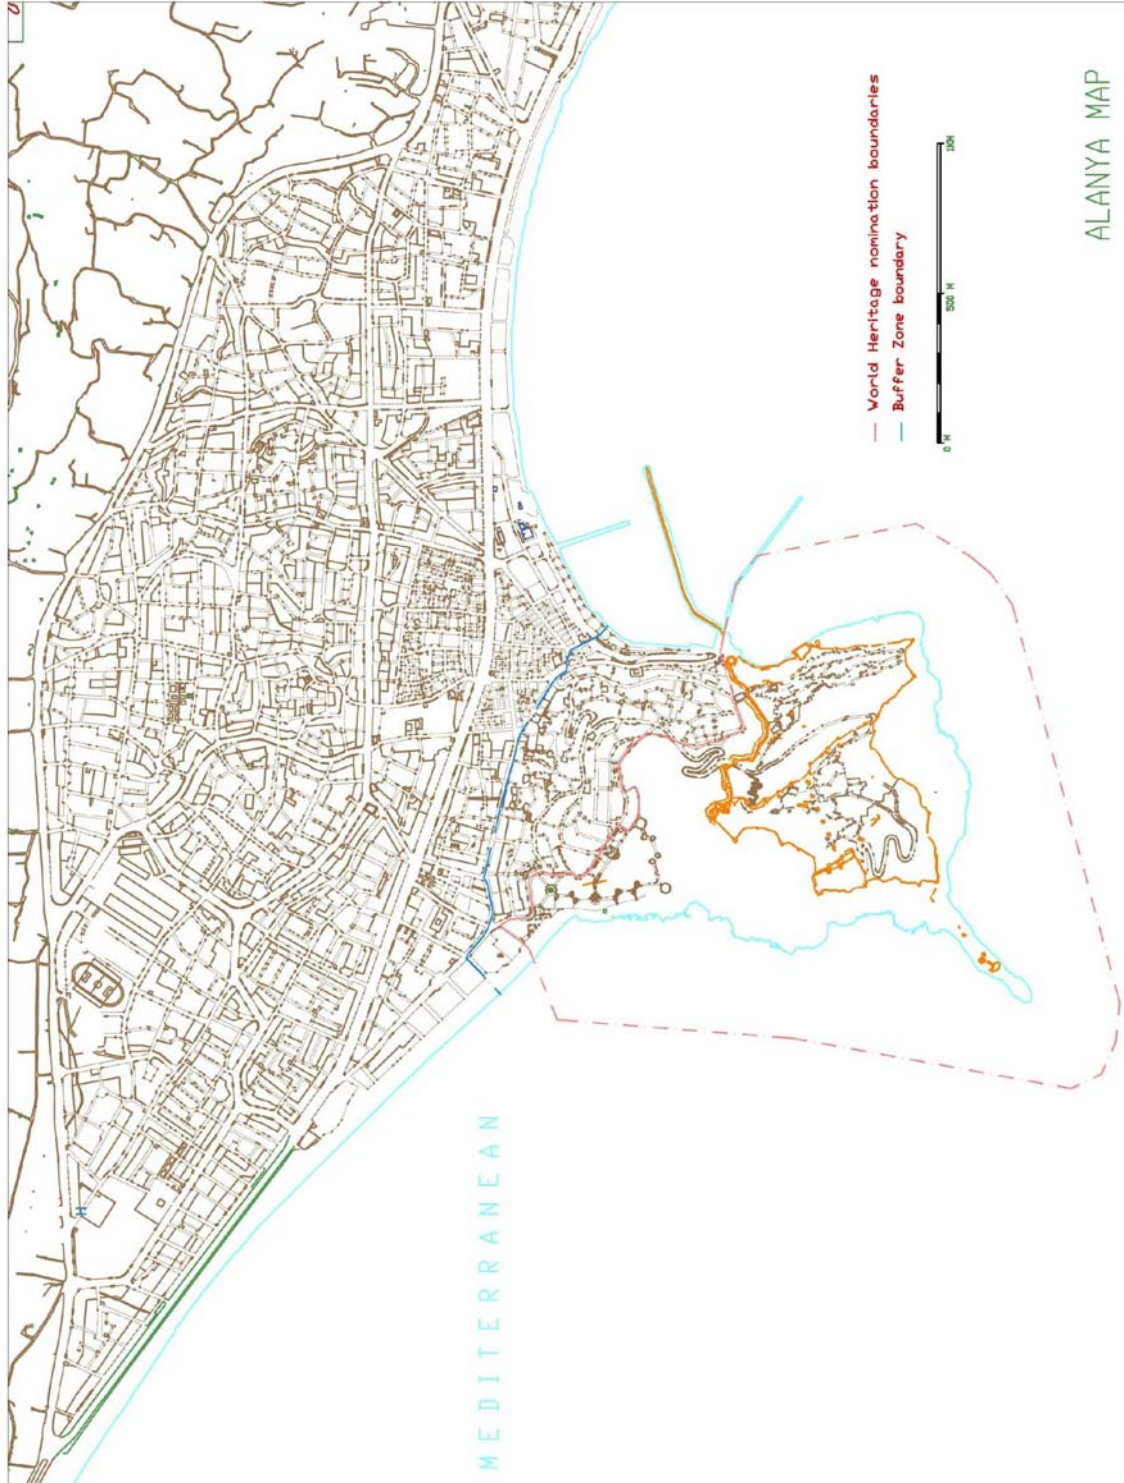 ALANYA MAP
World Heritage nomination boundaries
Buffer Zone boundary
0 M
500 M
1KM
MEDITERRANEAN
H